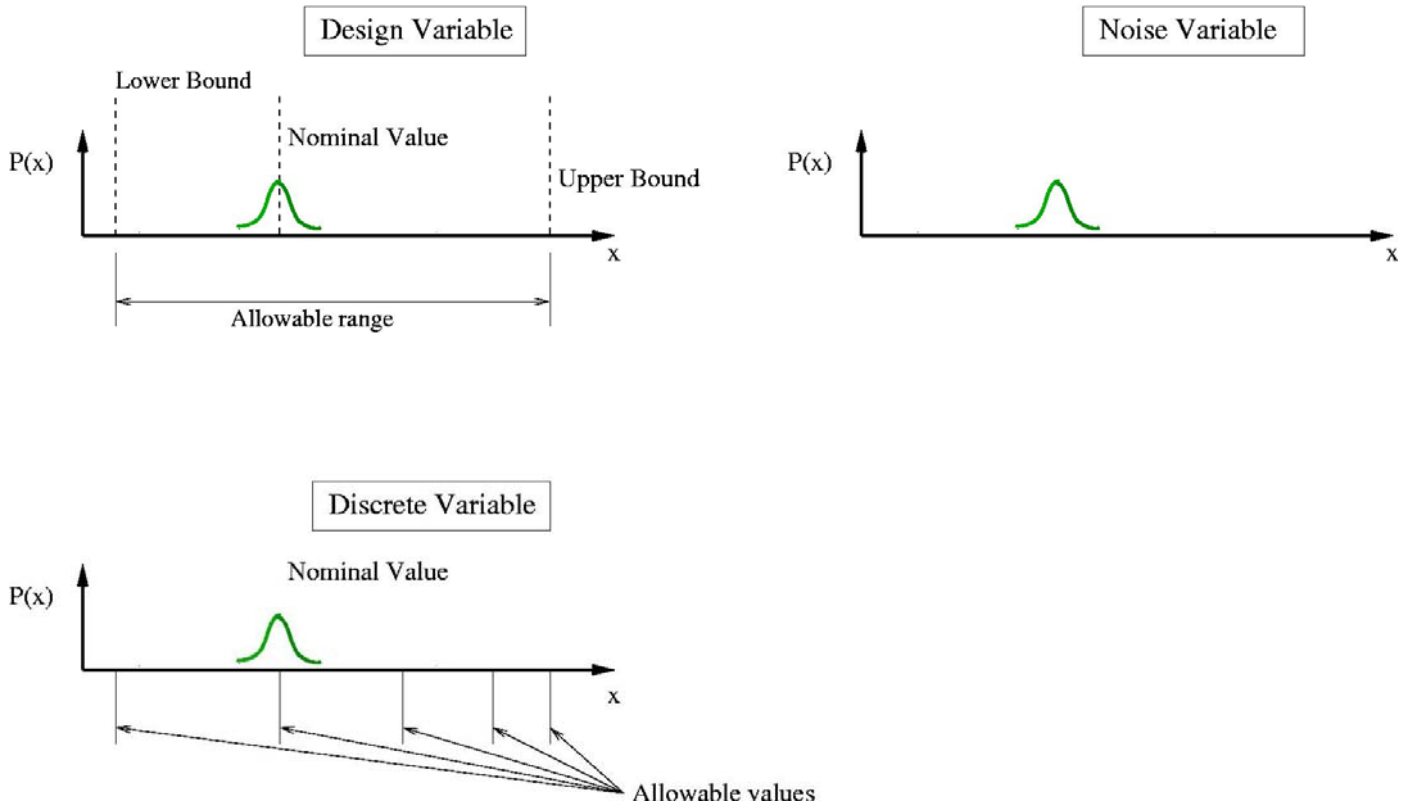 Design Variable
Lower Bound
Nominal Value
P(x)
Upper Bound
x
Allowable range
Noise Variable
P(x)
x
Discrete Variable
Nominal Value
P(x)
x
Allowable values